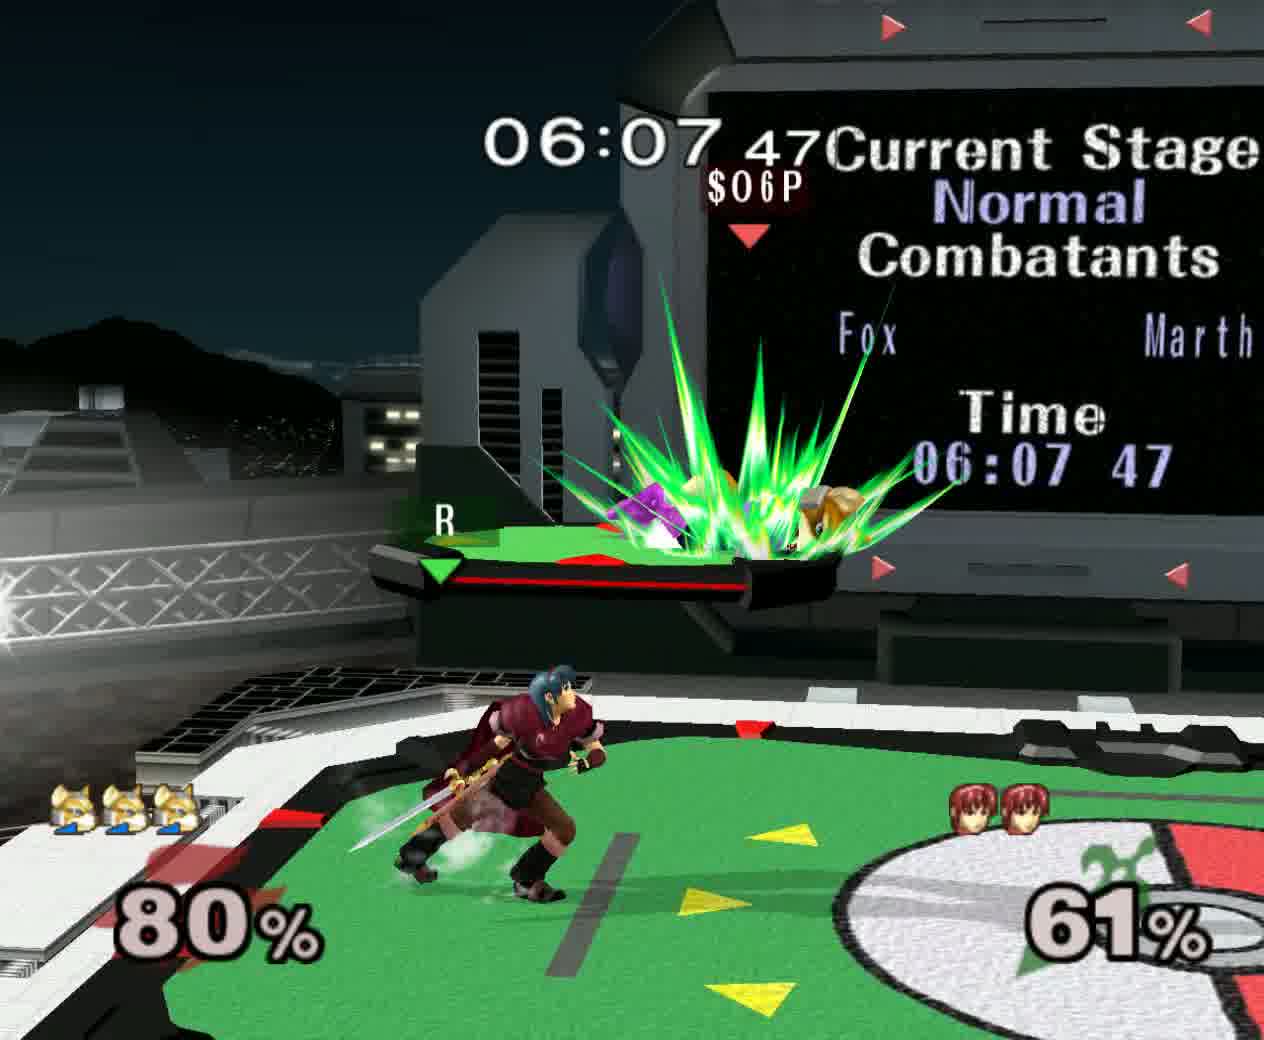 06:07 47
$06P
Current Stage
Normal
Combatants
Fox Marth
Time
06:07 47
R
80%
61%